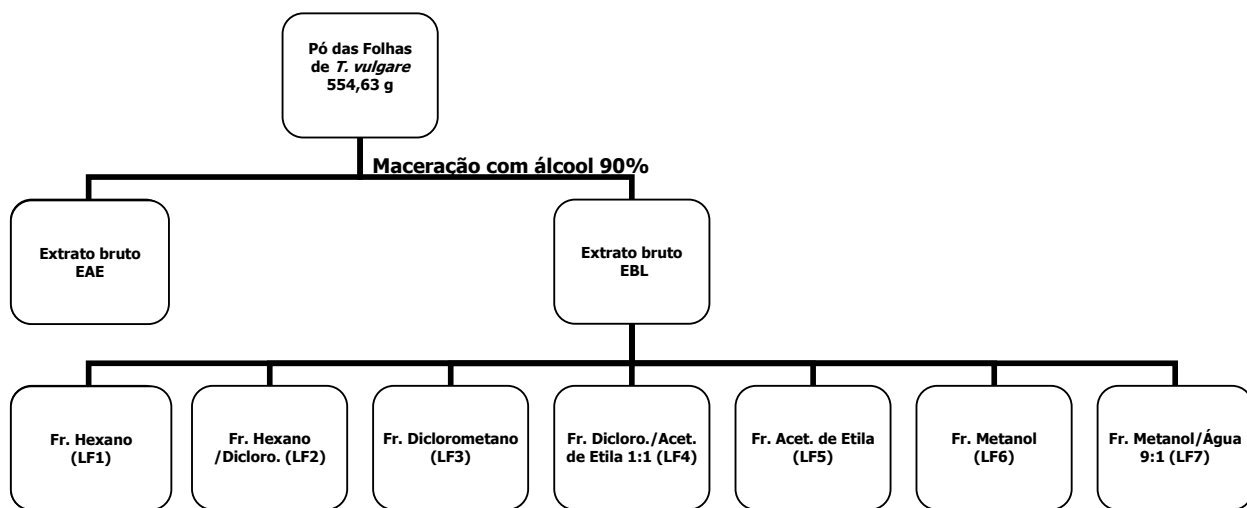 Pó das Folhas
de T. vulgare
554,63 g
Maceração com álcool 90%
Extrato bruto
EAE
Extrato bruto
EBL
Fr. Hexano
(LF1)
Fr. Hexano
/Dicloro. (LF2)
Fr. Diclorometano
(LF3)
Fr. Dicloro./Acet.
de Etila 1:1 (LF4)
Fr. Acet. de Etila
(LF5)
Fr. Metanol
(LF6)
Fr. Metanol/Água
9:1 (LF7)